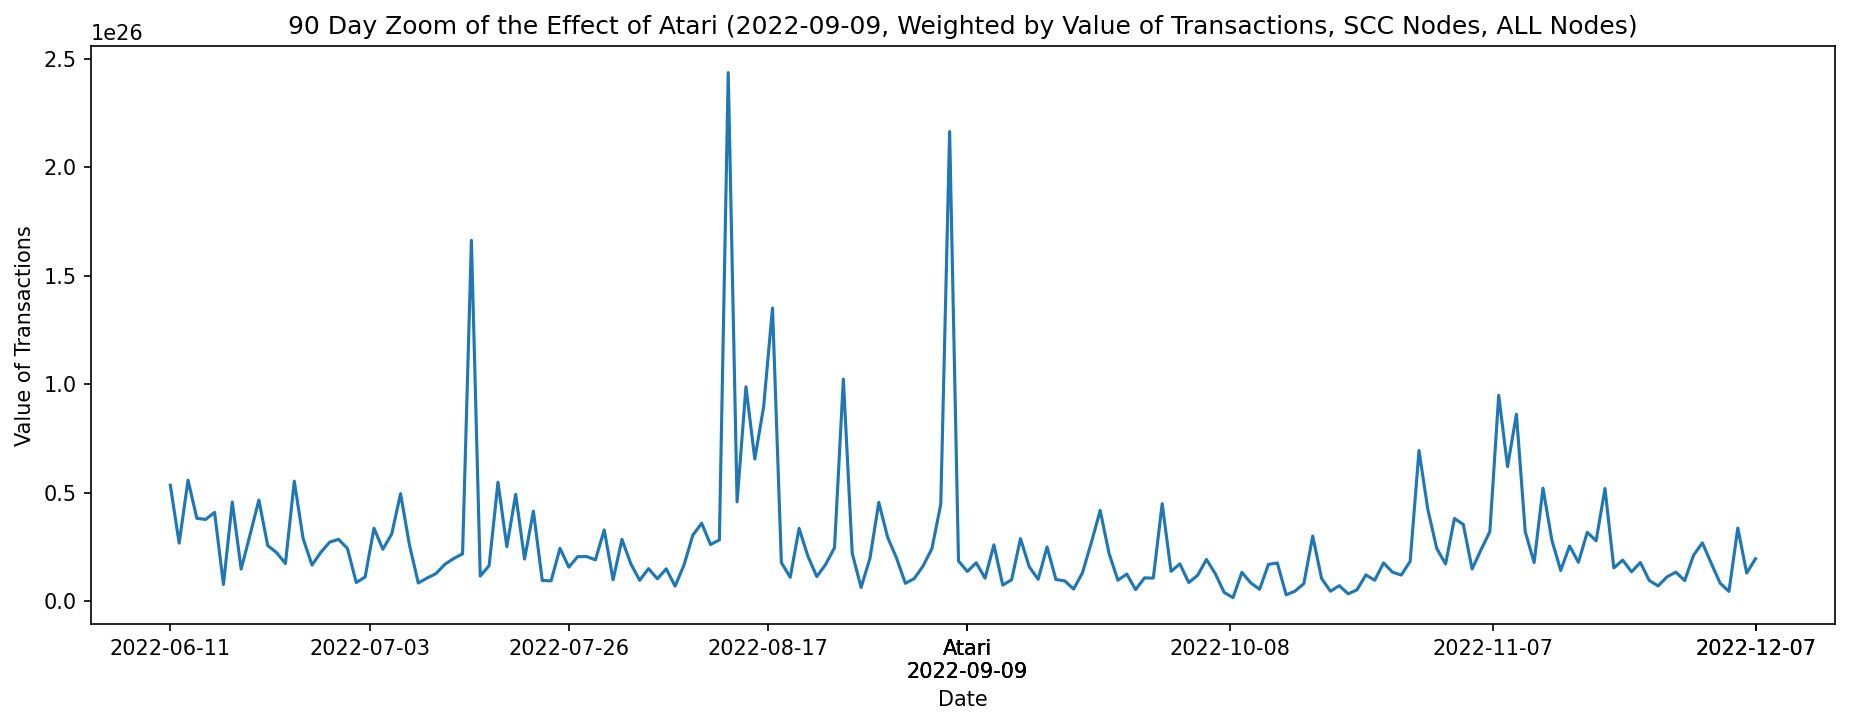 90 Day Zoom of the Effect of Atari (2022-09-09, Weighted by Value of Transactions, SCC Nodes, ALL Nodes)
1e26
2.5
2.0
1.5
1.0
0.5
0.0
Value of Transactions
2022-06-11 2022-07-03 2022-07-26 2022-08-17 Atari 2022-10-08 2022-11-07 2022-12-07
2022-09-09
Date